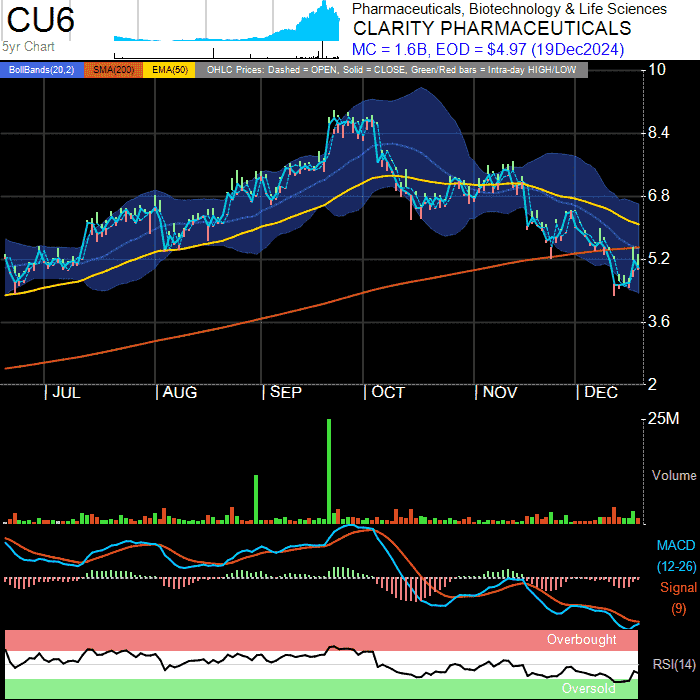 CU6
5yr Chart
Pharmaceuticals, Biotechnology & Life Sciences
CLARITY PHARMACEUTICALS
MC = 1.6B, EOD = $4.97 (19Dec2024)
BollBands(20,2) SMA(200) EMA(50) OHLC Prices: Dashed = OPEN, Solid = CLOSE, Green/Red bars = Intra-day HIGH/LOW
10
8.4
6.8
5.2
3.6
2
JUL AUG SEP OCT NOV DEC
25M
Volume
MACD
(12-26)
Signal
(9)
Overbought
RSI(14)
Oversold